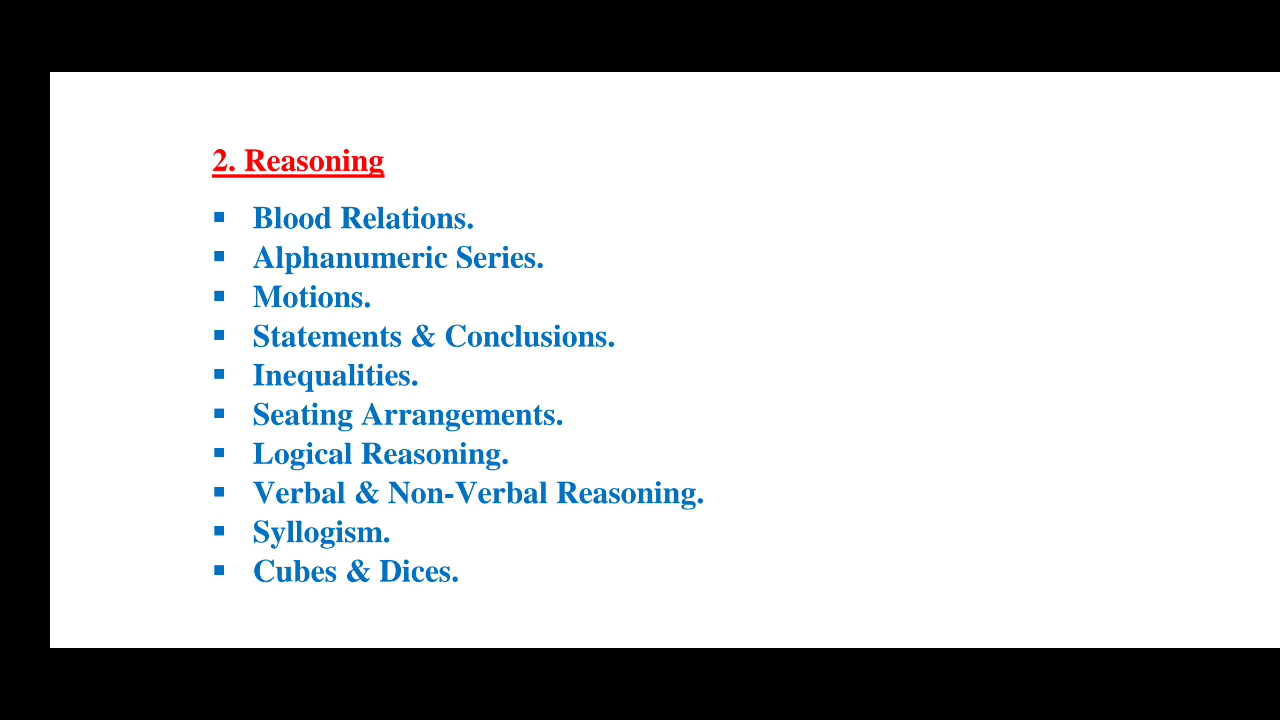 2. Reasoning
▪ Blood Relations.
▪ Alphanumeric Series.
▪ Motions.
▪ Statements & Conclusions.
▪ Inequalities.
▪ Seating Arrangements.
▪ Logical Reasoning.
▪ Verbal & Non-Verbal Reasoning.
▪ Syllogism.
▪ Cubes & Dices.